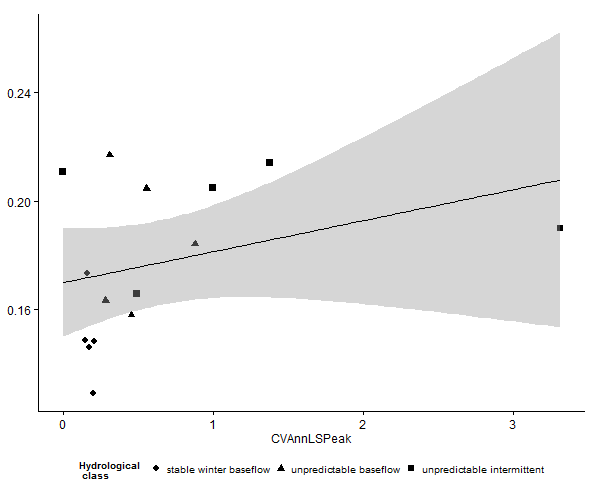 0.24
0.20
0.16
0 1 2 3
CVAnnLSPeak
Hydrological
class
stable winter baseflow unpredictable baseflow unpredictable intermittent